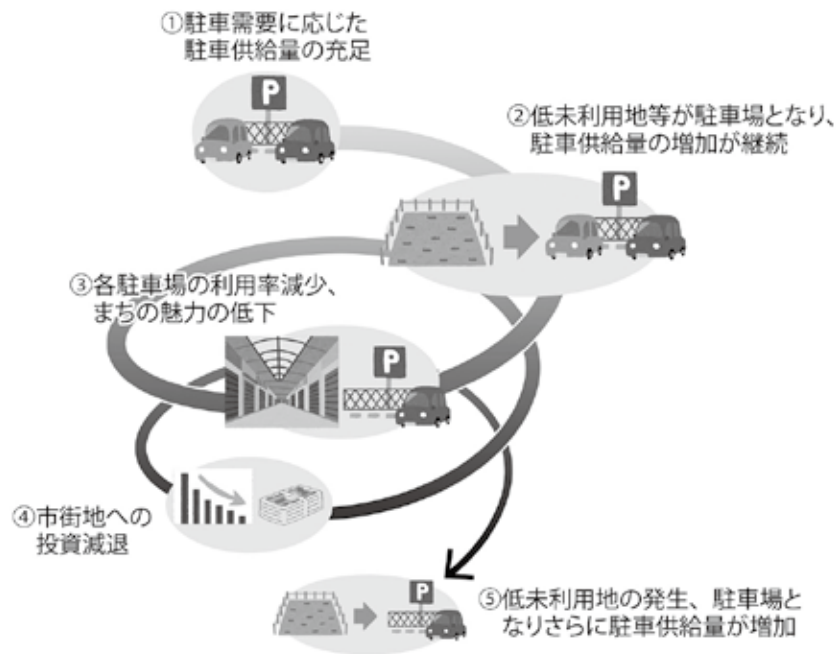 ①駐車需要に応じた
駐車供給量の充足
P
②低未利用地等が駐車場となり、
駐車供給量の増加が継続
P
③各駐車場の利用率減少、
まちの魅力の低下
P
④市街地への
投資減退
P
⑤低未利用地の発生、駐車場と
なりさらに駐車供給量が増加